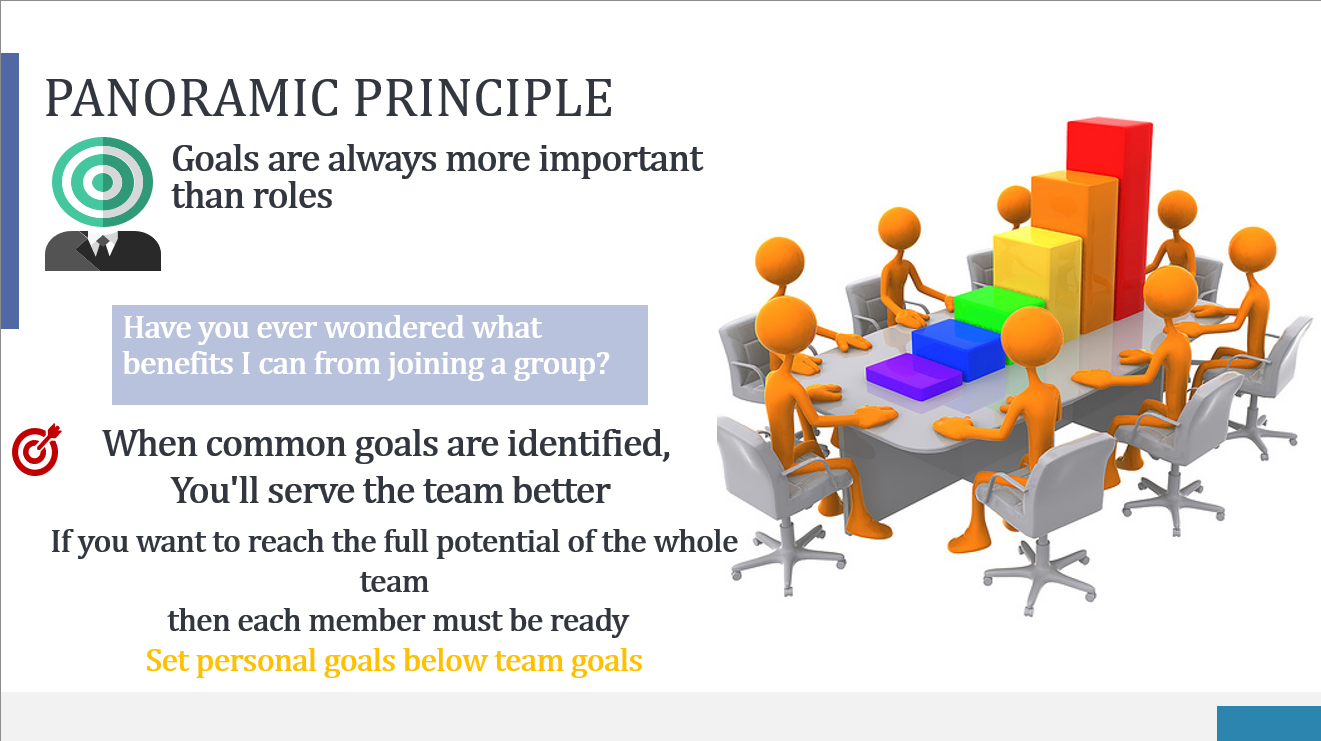 PANORAMIC PRINCIPLE
Goals are always more important
than roles
Have you ever wondered what
benefits I can from joining a group?
When common goals are identified,
You'll serve the team better
If you want to reach the full potential of the whole
team
then each member must be ready
Set personal goals below team goals